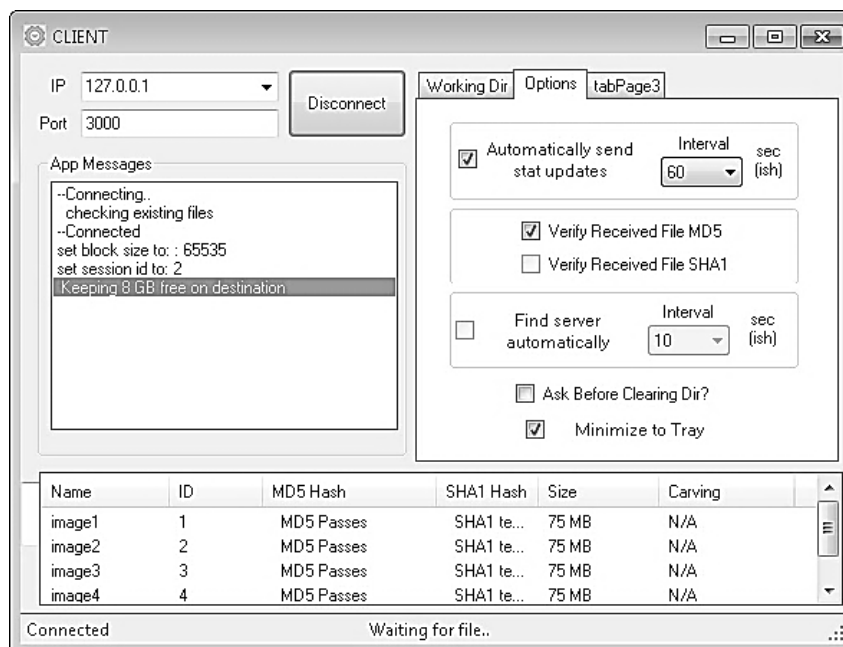 CLIENT
IP 127.0.0.1
Port 3000
Disconnect
App Messages
--Connecting..
checking existing files
--Connected
set block size to: : 65535
set session id to: 2
Keeping 8 GB free on destination
Working Dir Options tabPage3
Automatically send
stat updates
Interval
60
sec
(ish)
Verify Received File MD5
Verify Received File SHA1
Find server
automatically
Interval
10
sec
(ish)
Ask Before Clearing Dir?
Minimize to Tray
Name ID MD5 Hash SHA1 Hash Size Carving
image1 1 MD5 Passes SHA1 te... 75 MB N/A
image2 2 MD5 Passes SHA1 te... 75 MB N/A
image3 3 MD5 Passes SHA1 te... 75 MB N/A
image4 4 MD5 Passes SHA1 te... 75 MB N/A
Connected Waiting for file..